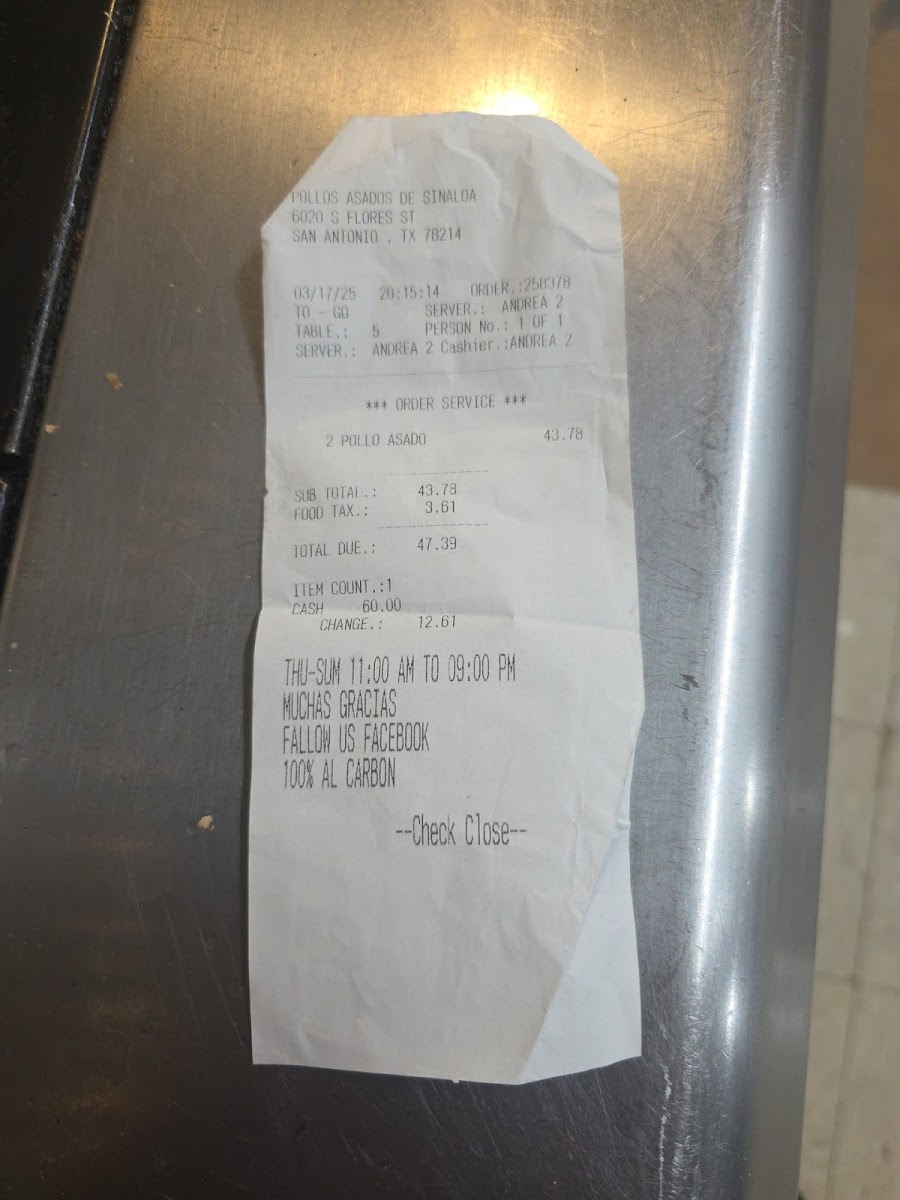 POLLOS ASADOS DE SINALOA
6020 S FLORES ST
SAN ANTONIO , TX 78214
03/17/25 20:15:14 ORDER.:258378
TO - GO SERVER.: ANDREA 2
TABLE.: 5 PERSON No.: 1 OF 1
SERVER.: ANDREA 2 Cashier.:ANDREA 2
*** ORDER SERVICE ***
2 POLLO ASADO 43.78
SUB TOTAL.: 43.78
FOOD TAX.: 3.61
TOTAL DUE.: 47.39
ITEM COUNT.:1
CASH 60.00
CHANGE.: 12.61
THU-SUM 11:00 AM TO 09:00 PM
MUCHAS GRACIAS
FALLOW US FACEBOOK
100% AL CARBON
--Check Close--